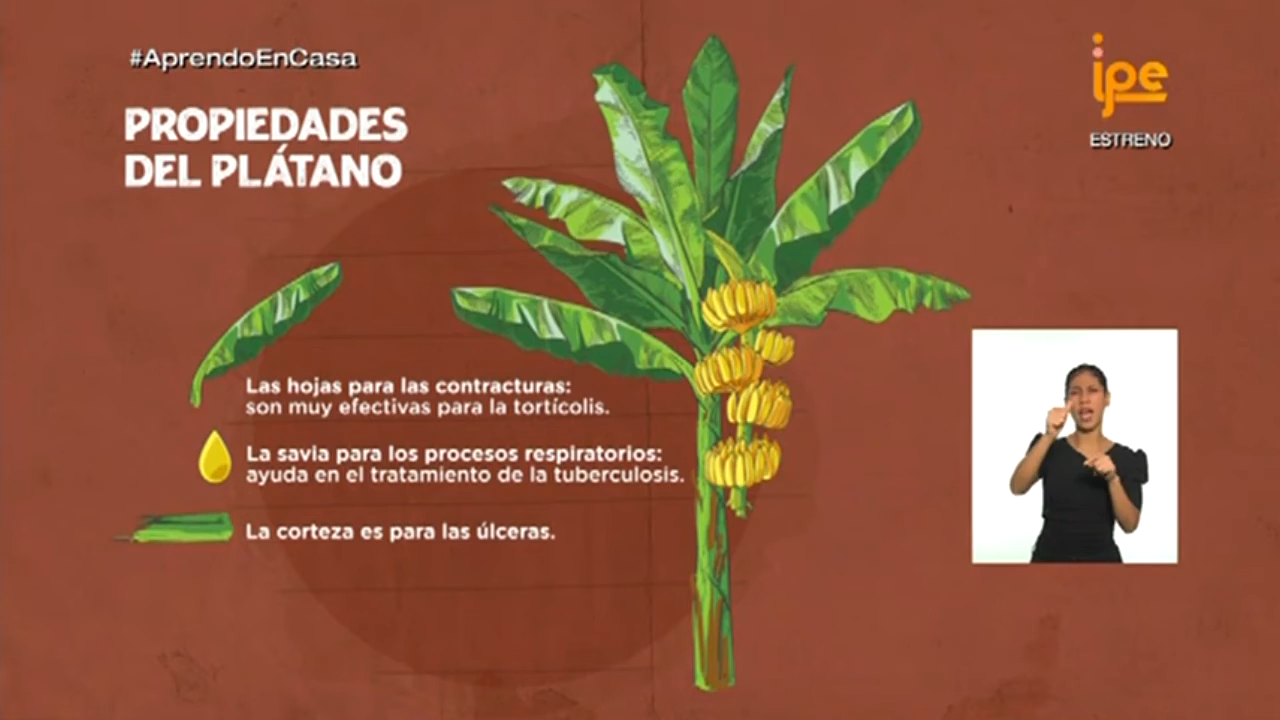 #AprendoEnCasa
ipe
ESTRENO
PROPIEDADES
DEL PLÁTANO
Las hojas para las contracturas:
son muy efectivas para la tortícolis.
La savia para los procesos respiratorios:
ayuda en el tratamiento de la tuberculosis.
La corteza es para las úlceras.